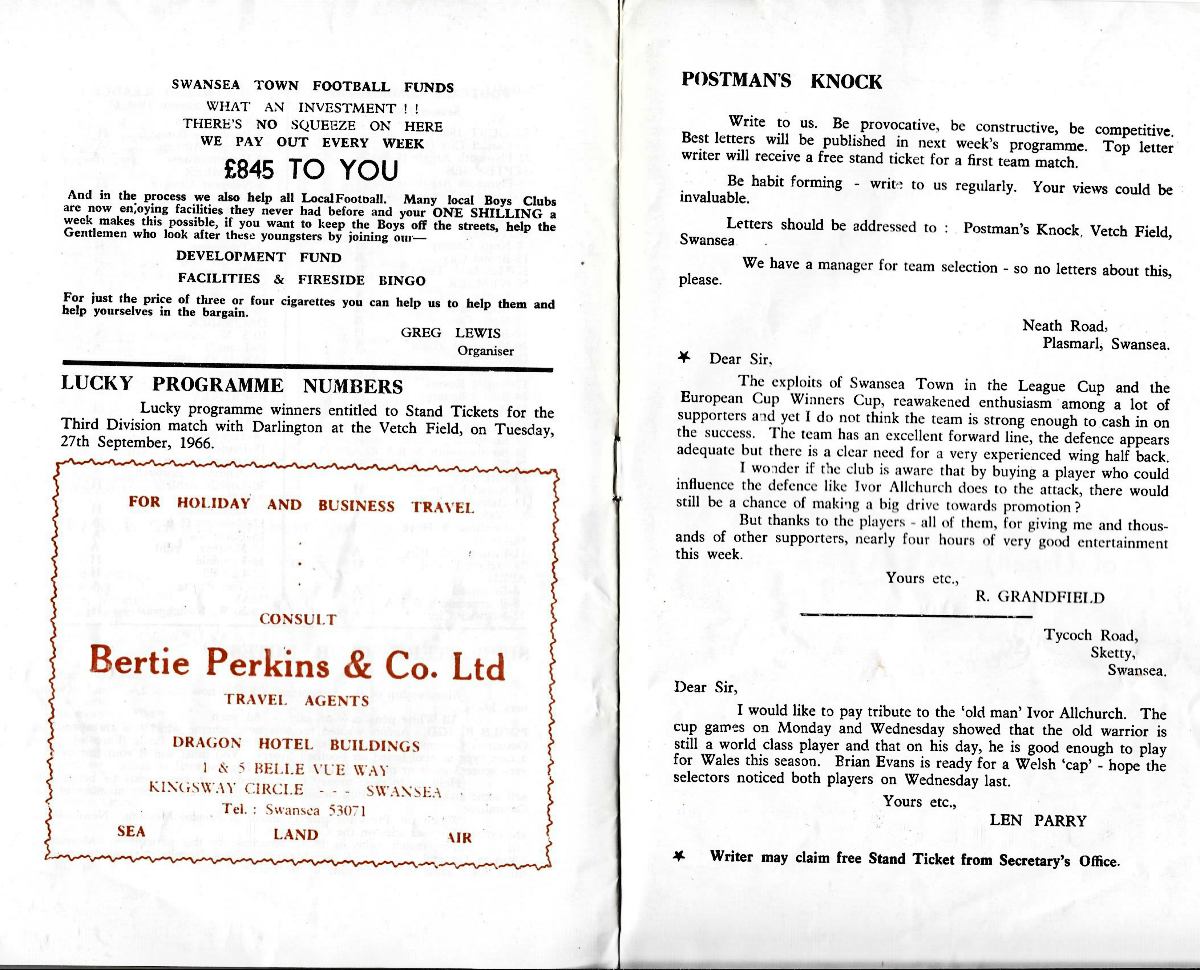 SWANSEA TOWN FOOTBALL FUNDS
WHAT AN INVESTMENT ! !
THERE'S NO SQUEEZE ON HERE
WE PAY OUT EVERY WEEK
£845 TO YOU
And in the process we also help all LocalFootball. Many local Boys Clubs
are now enjoying facilities they never had before and your ONE SHILLING a
week makes this possible, if you want to keep the Boys off the streets, help the
Gentlemen who look after these youngsters by joining our—
DEVELOPMENT FUND
FACILITIES & FIRESIDE BINGO
For just the price of three or four cigarettes you can help us to help them and
help yourselves in the bargain.
GREG LEWIS
Organiser
LUCKY PROGRAMME NUMBERS
Lucky programme winners entitled to Stand Tickets for the
Third Division match with Darlington at the Vetch Field, on Tuesday,
27th September, 1966.
FOR HOLIDAY AND BUSINESS TRAVEL
CONSULT
Bertie Perkins & Co. Ltd
TRAVEL AGENTS
DRAGON HOTEL BUILDINGS
1 & 5 BELLE VUE WAY
KINGSWAY CIRCLE - - - SWANSEA
Tel. : Swansea 53071
SEA LAND AIR
POSTMAN'S KNOCK
Write to us. Be provocative, be constructive, be competitive.
Best letters will be published in next week's programme. Top letter
writer will receive a free stand ticket for a first team match.
Be habit forming - write to us regularly. Your views could be
invaluable.
Letters should be addressed to : Postman's Knock, Vetch Field,
Swansea
We have a manager for team selection - so no letters about this,
please.
Neath Road,
Plasmarl, Swansea.
★ Dear Sir,
The exploits of Swansea Town in the League Cup and the
European Cup Winners Cup, reawakened enthusiasm among a lot of
supporters and yet I do not think the team is strong enough to cash in on
the success. The team has an excellent forward line, the defence appears
adequate but there is a clear need for a very experienced wing half back.
I wonder if the club is aware that by buying a player who could
influence the defence like Ivor Allchurch does to the attack, there would
still be a chance of making a big drive towards promotion?
But thanks to the players - all of them, for giving me and thous-
ands of other supporters, nearly four hours of very good entertainment
this week.
Yours etc.,
R. GRANDFIELD
Tycoch Road,
Sketty,
Swansea.
Dear Sir,
I would like to pay tribute to the 'old man' Ivor Allchurch. The
cup games on Monday and Wednesday showed that the old warrior is
still a world class player and that on his day, he is good enough to play
for Wales this season. Brian Evans is ready for a Welsh 'cap' - hope the
selectors noticed both players on Wednesday last.
Yours etc.,
LEN PARRY
★ Writer may claim free Stand Ticket from Secretary's Office.